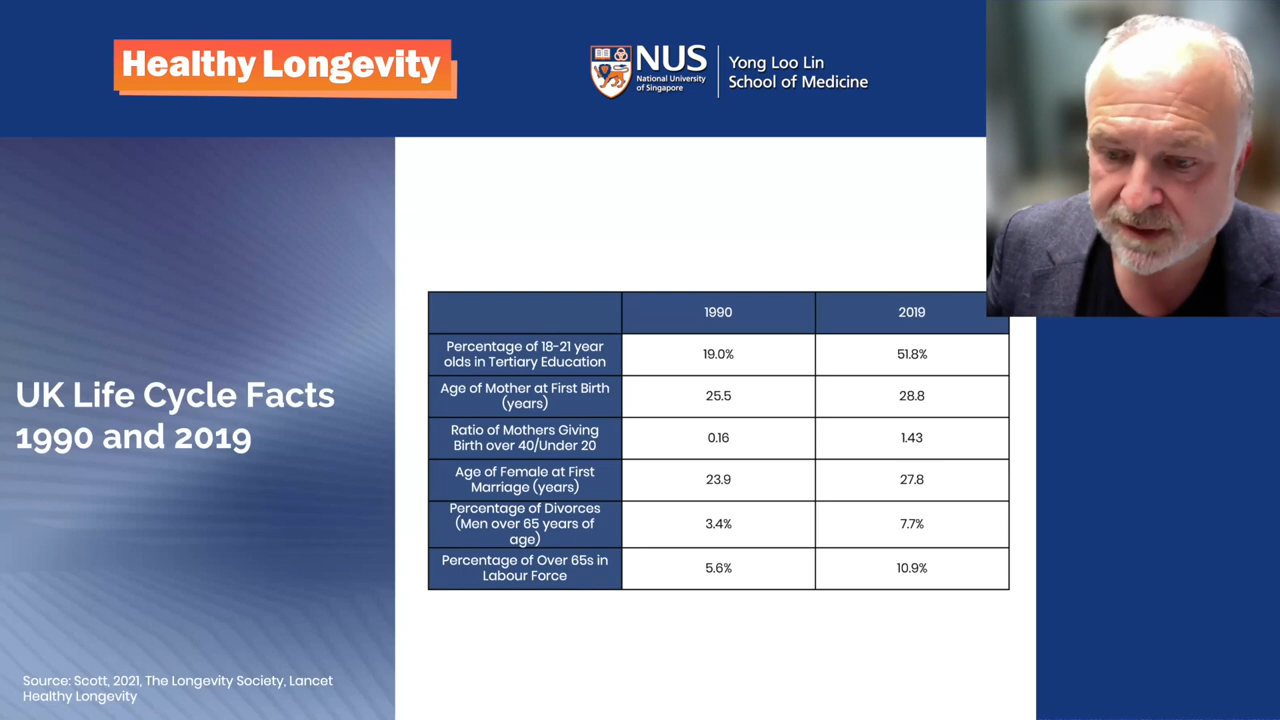 Healthy Longevity
NUS
National University
of Singapore
Yong Loo Lin
School of Medicine
UK Life Cycle Facts
1990 and 2019
1990 2019
Percentage of 18-21 year
olds in Tertiary Education
19.0% 51.8%
Age of Mother at First Birth
(years)
25.5 28.8
Ratio of Mothers Giving
Birth over 40/Under 20
0.16 1.43
Age of Female at First
Marriage (years)
23.9 27.8
Percentage of Divorces
(Men over 65 years of
age)
3.4% 7.7%
Percentage of Over 65s in
Labour Force
5.6% 10.9%
Source: Scott, 2021, The Longevity Society, Lancet
Healthy Longevity